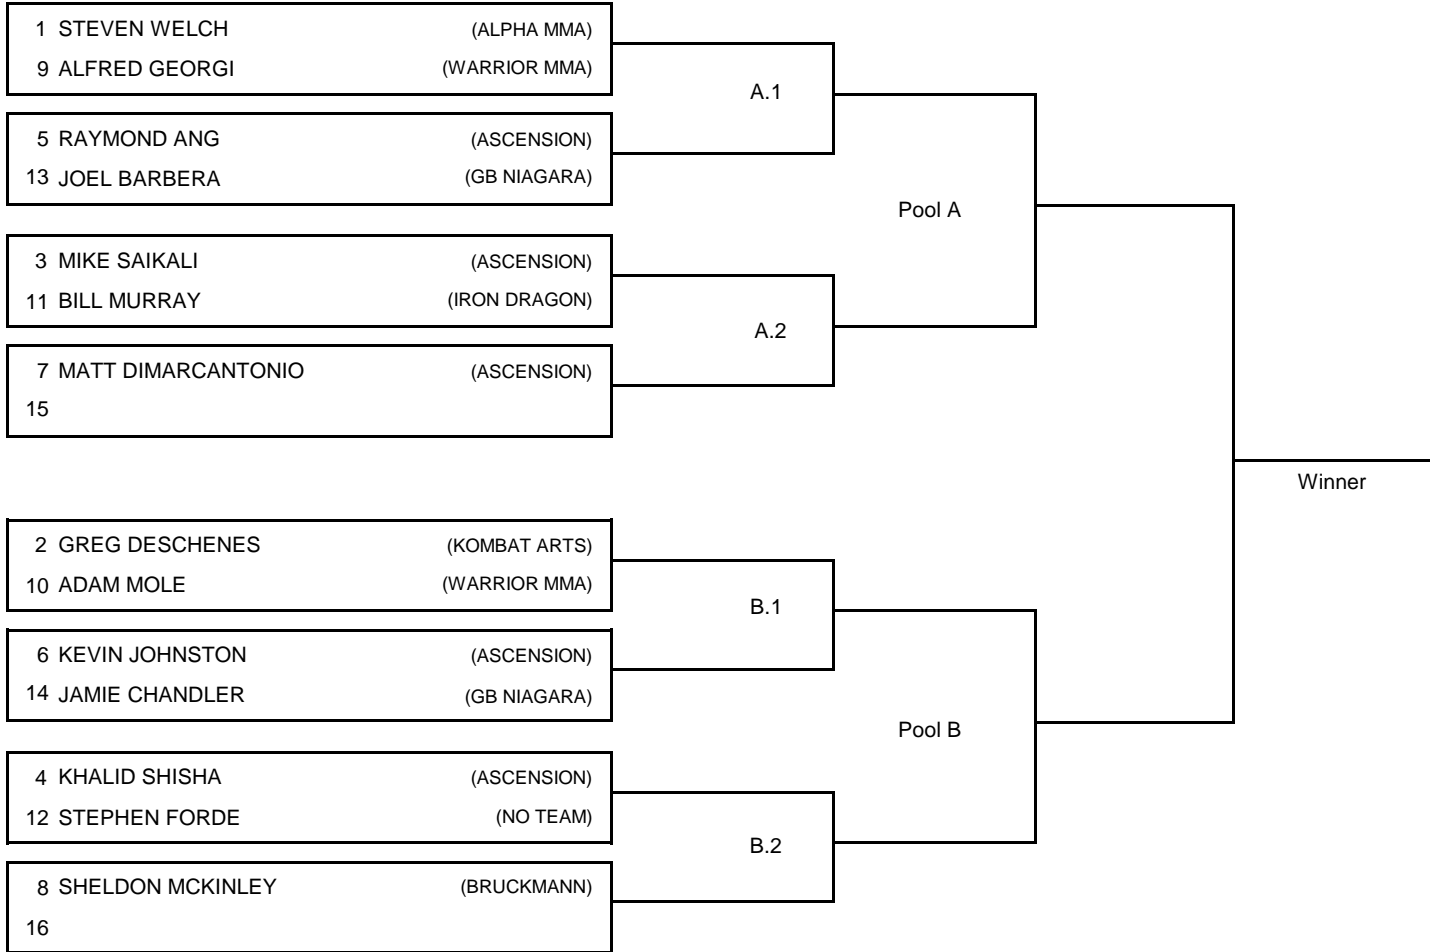 1 STEVEN WELCH (ALPHA MMA)
9 ALFRED GEORGI (WARRIOR MMA)
A.1
5 RAYMOND ANG (ASCENSION)
13 JOEL BARBERA (GB NIAGARA)
Pool A
3 MIKE SAIKALI (ASCENSION)
11 BILL MURRAY (IRON DRAGON)
A.2
7 MATT DIMARCANTONIO (ASCENSION)
15
Winner
2 GREG DESCHENES (KOMBAT ARTS)
10 ADAM MOLE (WARRIOR MMA)
B.1
6 KEVIN JOHNSTON (ASCENSION)
14 JAMIE CHANDLER (GB NIAGARA)
Pool B
4 KHALID SHISHA (ASCENSION)
12 STEPHEN FORDE (NO TEAM)
B.2
8 SHELDON MCKINLEY (BRUCKMANN)
16